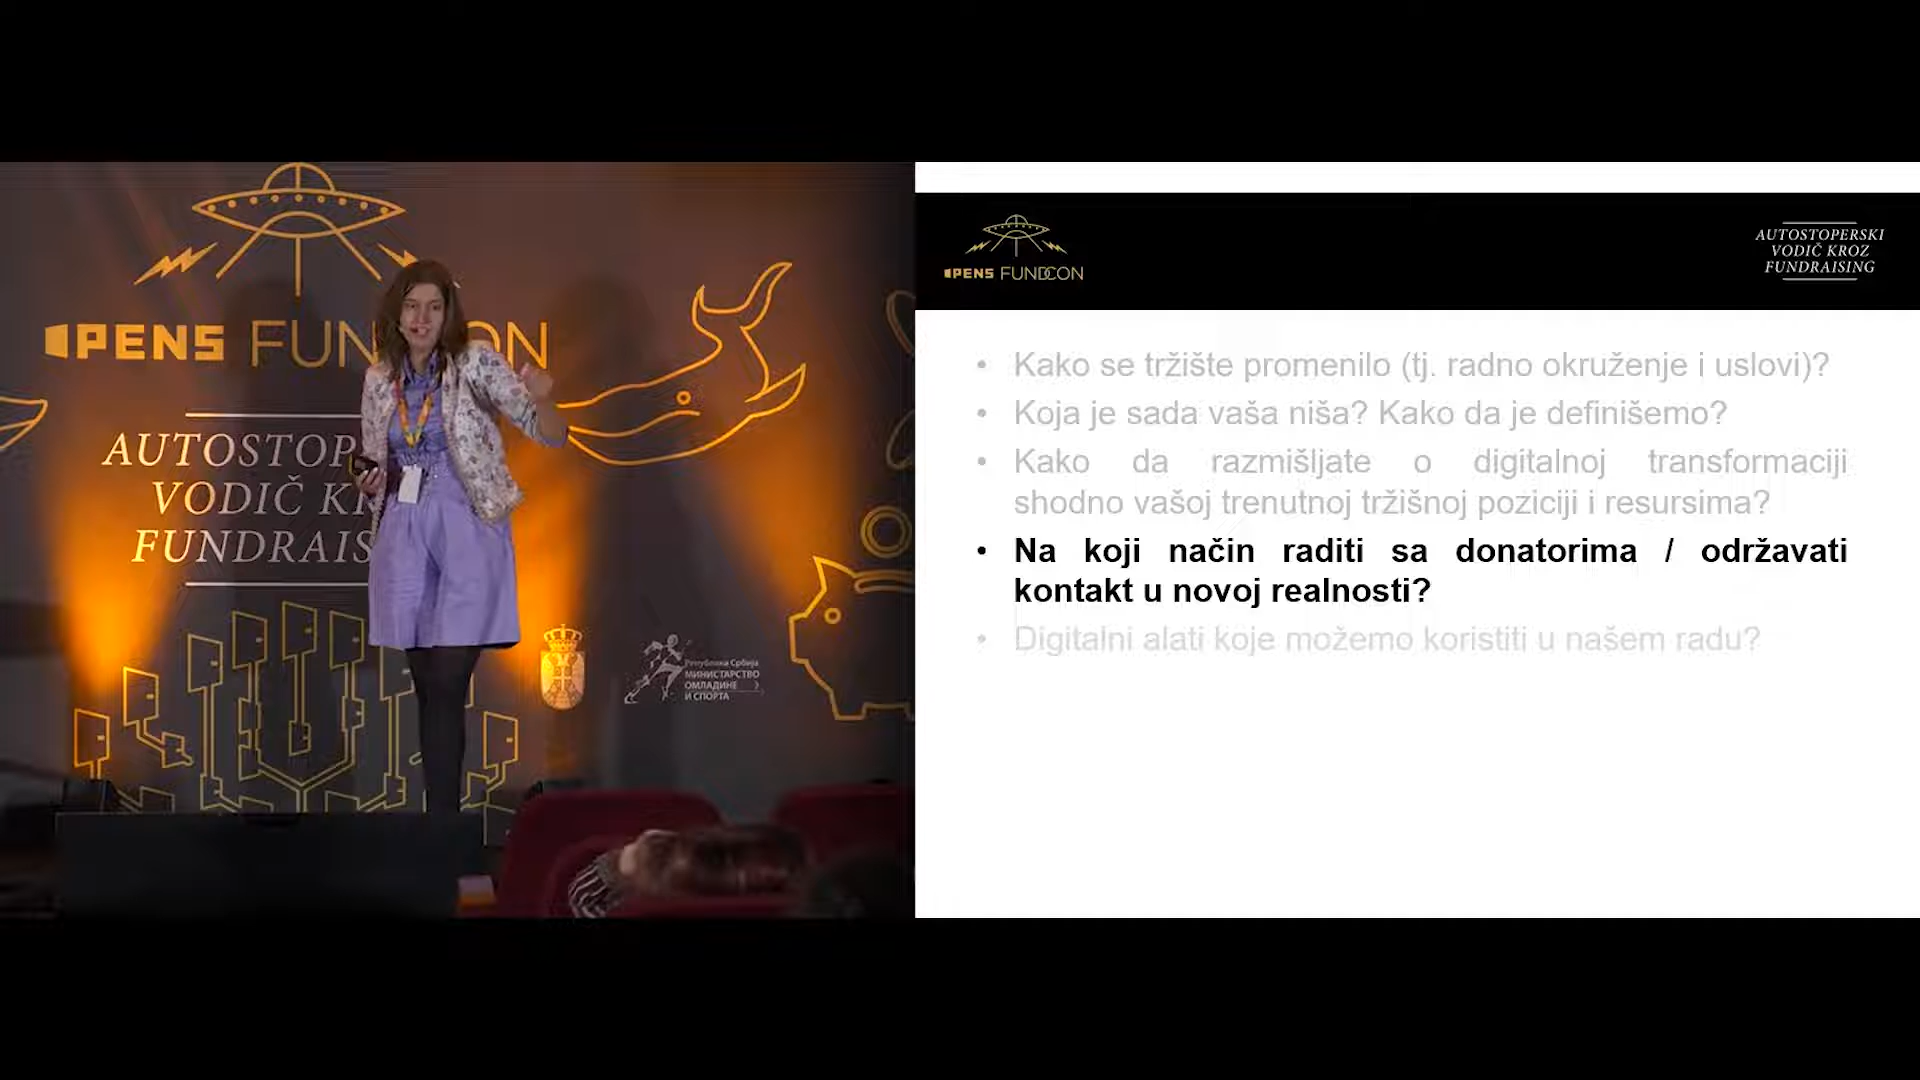 OPENS FUN ON
AUTOSTOP
VODIČ KR
FUNDRAIS
Република Србија
МИНИСТАРСТВО
ОМЛАДИНЕ
И СПОРТА
OPENS FUNDCON
AUTOSTOPERSKI
VODIČ KROZ
FUNDRAISING
• Kako se tržište promenilo (tj. radno okruženje i uslovi)?
• Koja je sada vaša niša? Kako da je definišemo?
• Kako da razmišljate o digitalnoj transformaciji
shodno vašoj trenutnoj tržišnoj poziciji i resursima?
• Na koji način raditi sa donatorima / održavati
kontakt u novoj realnosti?
• Digitalni alati koje možemo koristiti u našem radu?